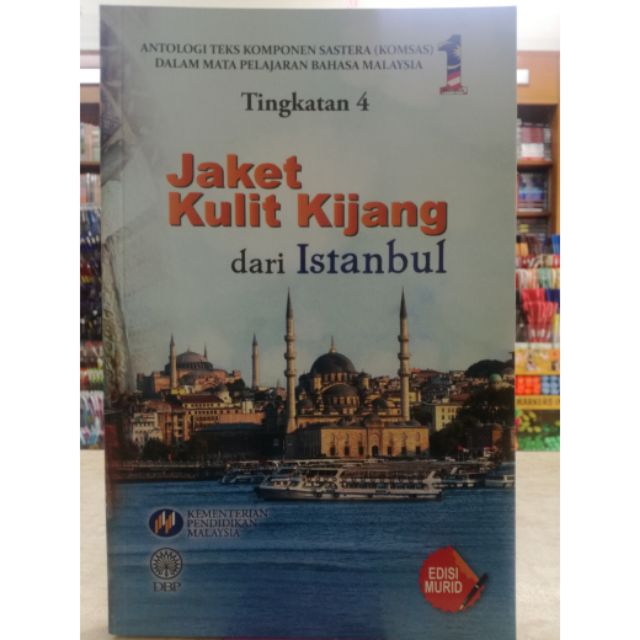 ANTOLOGI TEKS KOMPONEN SASTERA (KOMSAS)
DALAM MATA PELAJARAN BAHASA MALAYSIA
1
Tingkatan 4
Jaket
Kulit Kijang
dari Istanbul
KEMENTERIAN
PENDIDIKAN
MALAYSIA
DBP
EDISI
MURID